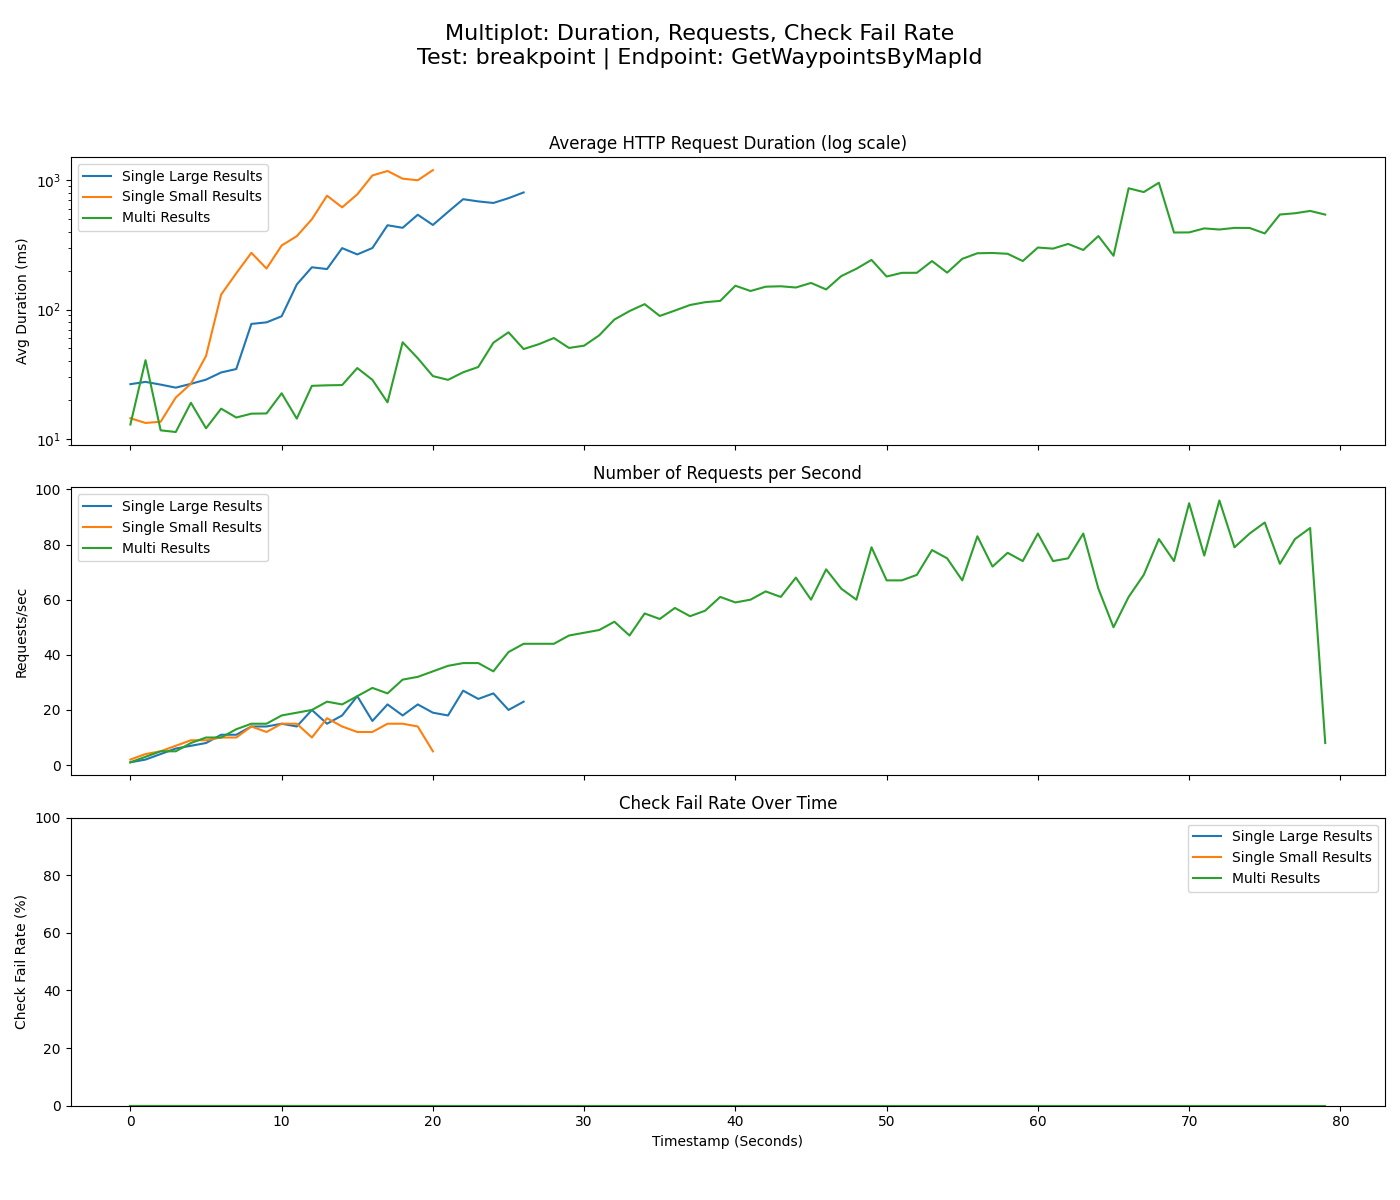 Multiplot: Duration, Requests, Check Fail Rate
Test: breakpoint | Endpoint: GetWaypointsByMapId
Average HTTP Request Duration (log scale)
Single Large Results
Single Small Results
Multi Results
Avg Duration (ms)
10³
10²
10¹
Number of Requests per Second
Single Large Results
Single Small Results
Multi Results
Requests/sec
100
80
60
40
20
0
Check Fail Rate Over Time
Single Large Results
Single Small Results
Multi Results
Check Fail Rate (%)
100
80
60
40
20
0
0 10 20 30 40 50 60 70 80
Timestamp (Seconds)